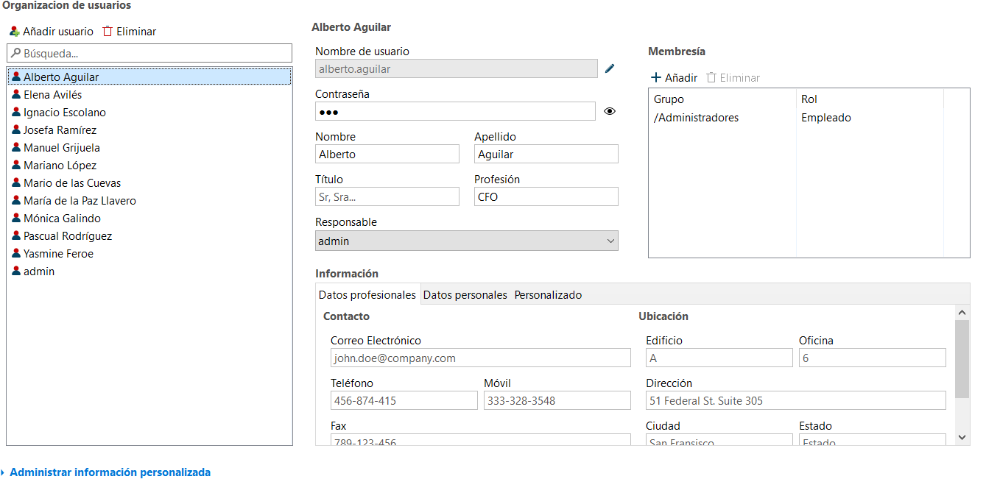 Organizacion de usuarios
Añadir usuario Eliminar
Búsqueda...
Alberto Aguilar
Elena Avilés
Ignacio Escolano
Josefa Ramírez
Manuel Grijuela
Mariano López
Mario de las Cuevas
María de la Paz Llavero
Mónica Galindo
Pascual Rodríguez
Yasmine Feroe
admin
Alberto Aguilar
Nombre de usuario
alberto.aguilar
Contraseña
●●●
Nombre Apellido
Alberto Aguilar
Título Profesión
Sr, Sra... CFO
Responsable
admin
Membresía
Añadir Eliminar
Grupo Rol
/Administradores Empleado
Información
Datos profesionales Datos personales Personalizado
Contacto
Correo Electrónico
john.doe@company.com
Teléfono Móvil
456-874-415 333-328-3548
Fax
789-123-456
Ubicación
Edificio Oficina
A 6
Dirección
51 Federal St. Suite 305
Ciudad Estado
San Fransisco Estado
Administrar información personalizada